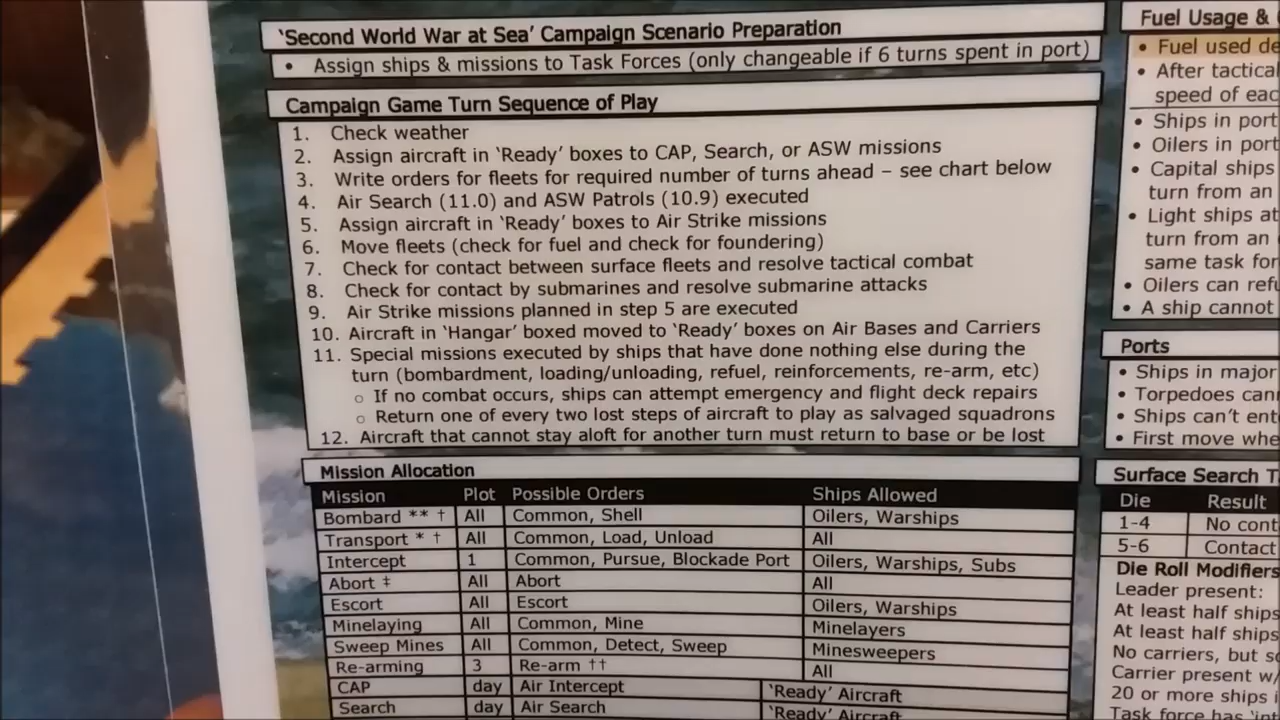 'Second World War at Sea' Campaign Scenario Preparation
• Assign ships & missions to Task Forces (only changeable if 6 turns spent in port)
Campaign Game Turn Sequence of Play
1. Check weather
2. Assign aircraft in 'Ready' boxes to CAP, Search, or ASW missions
3. Write orders for fleets for required number of turns ahead – see chart below
4. Air Search (11.0) and ASW Patrols (10.9) executed
5. Assign aircraft in 'Ready' boxes to Air Strike missions
6. Move fleets (check for fuel and check for foundering)
7. Check for contact between surface fleets and resolve tactical combat
8. Check for contact by submarines and resolve submarine attacks
9. Air Strike missions planned in step 5 are executed
10. Aircraft in 'Hangar' boxed moved to 'Ready' boxes on Air Bases and Carriers
11. Special missions executed by ships that have done nothing else during the
turn (bombardment, loading/unloading, refuel, reinforcements, re-arm, etc)
○ If no combat occurs, ships can attempt emergency and flight deck repairs
○ Return one of every two lost steps of aircraft to play as salvaged squadrons
12. Aircraft that cannot stay aloft for another turn must return to base or be lost
Mission Allocation
Mission Plot Possible Orders Ships Allowed
Bombard ** † All Common, Shell Oilers, Warships
Transport * † All Common, Load, Unload All
Intercept 1 Common, Pursue, Blockade Port Oilers, Warships, Subs
Abort ‡ All Abort All
Escort All Escort Oilers, Warships
Minelaying All Common, Mine Minelayers
Sweep Mines All Common, Detect, Sweep Minesweepers
Re-arming 3 Re-arm †† All
CAP day Air Intercept 'Ready' Aircraft
Search day Air Search 'Ready' Aircraft
Fuel Usage &
• Fuel used
• After tactical
speed of
• Ships in port
• Oilers in port
• Capital ships
turn from an
• Light ships at
turn from an
same task
• Oilers can
• A ship cannot
Ports
• Ships in major
• Torpedoes
• Ships can't
• First move
Surface Search
Die Result
1-4 No
5-6 Contact
Die Roll Modifiers
Leader present:
At least half ships
At least half ships
No carriers, but
Carrier present
20 or more ships
Task force has